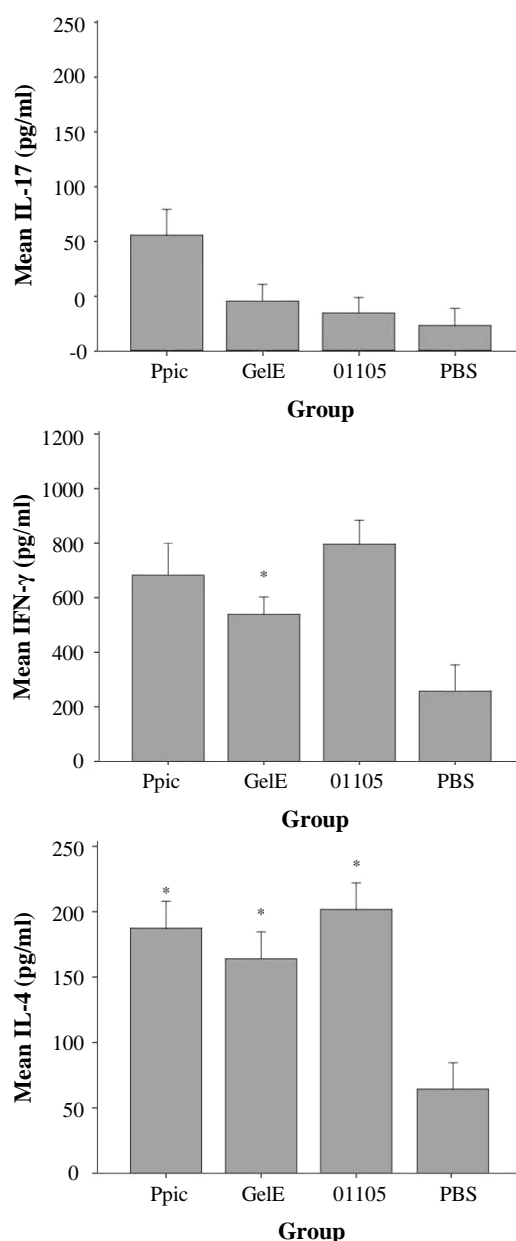 250
200
150
100
50
0
-0
Mean IL-17 (pg/ml)
Ppic GelE 01105 PBS
Group
1200
1000
800
600
400
200
0
Mean IFN-γ (pg/ml)
*
Ppic GelE 01105 PBS
Group
250
200
150
100
50
0
Mean IL-4 (pg/ml)
* * *
Ppic GelE 01105 PBS
Group